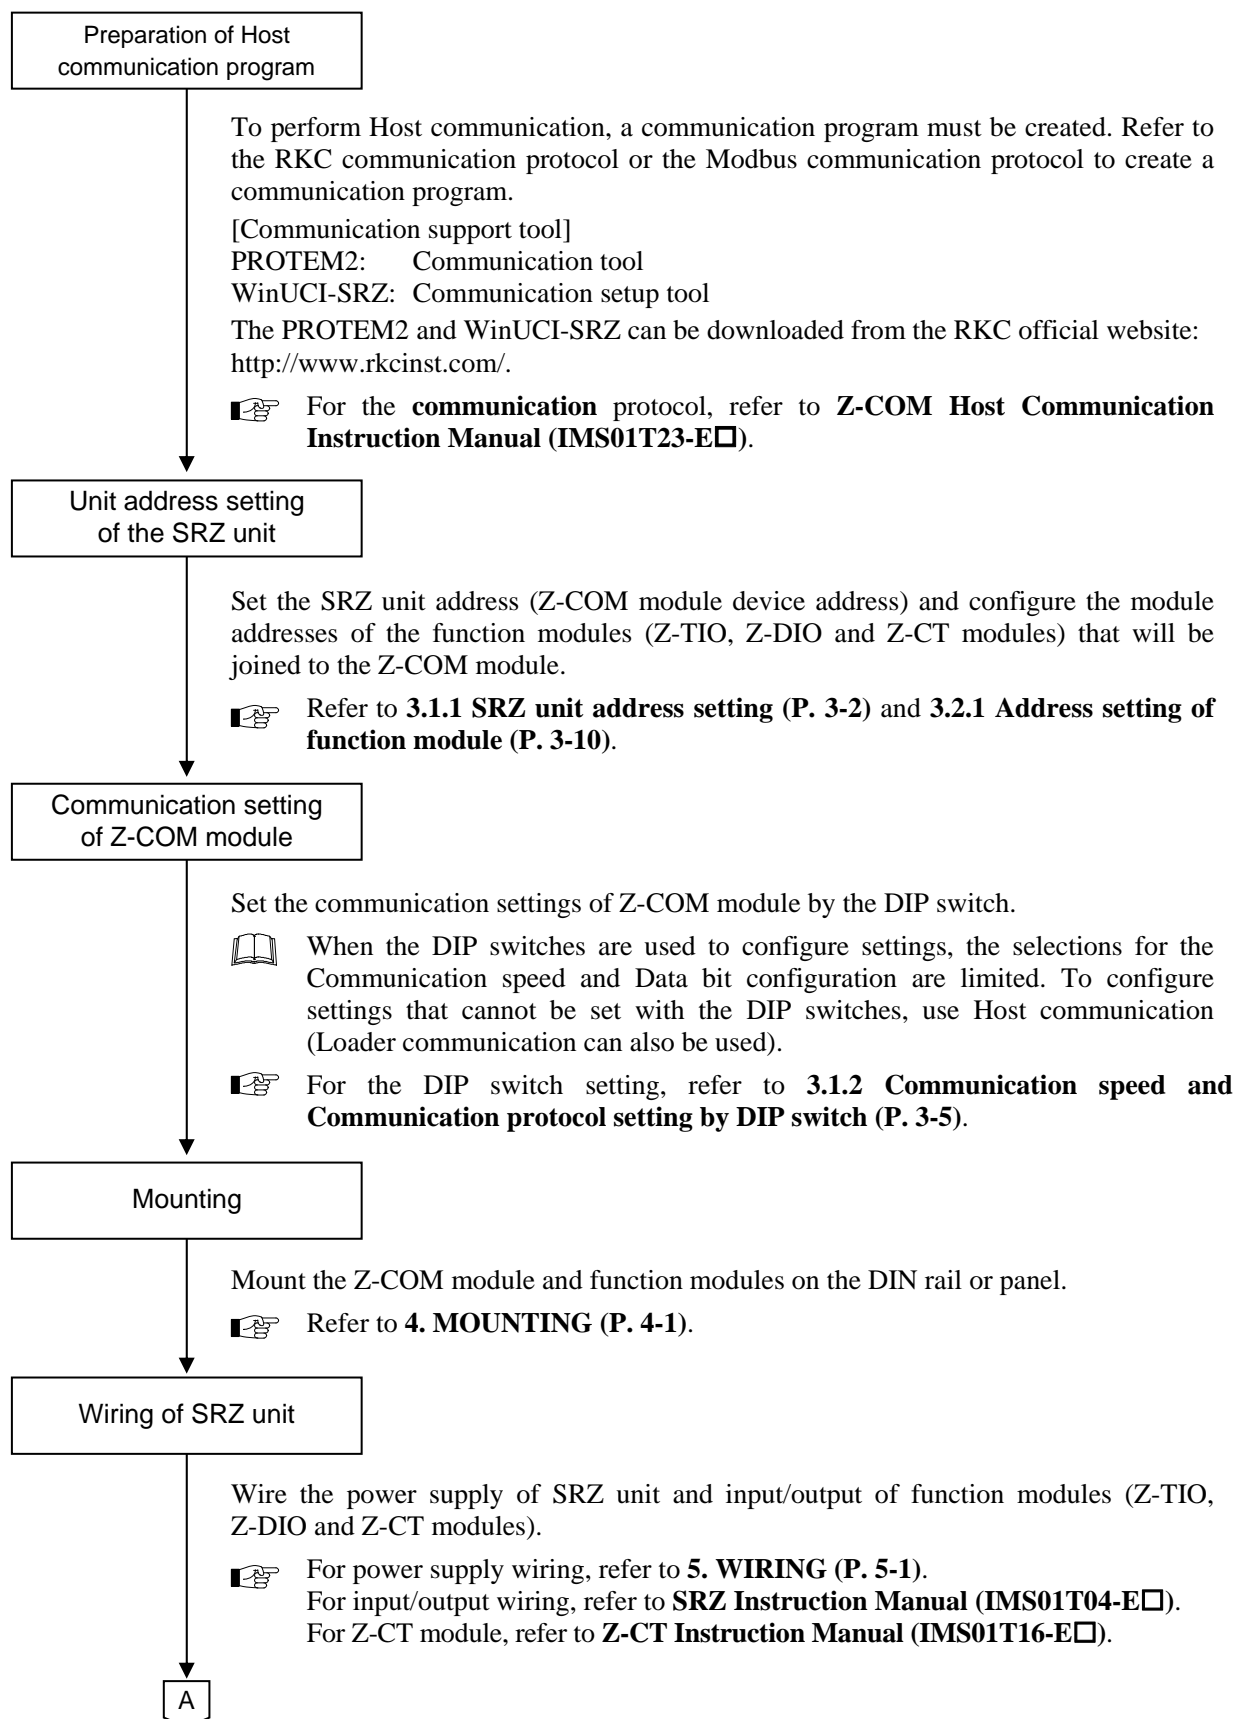 Preparation of Host
communication program
To perform Host communication, a communication program must be created. Refer to
the RKC communication protocol or the Modbus communication protocol to create a
communication program.
[Communication support tool]
PROTEM2: Communication tool
WinUCI-SRZ: Communication setup tool
The PROTEM2 and WinUCI-SRZ can be downloaded from the RKC official website:
http://www.rkcinst.com/.
For the communication protocol, refer to Z-COM Host Communication
Instruction Manual (IMS01T23-E□).
Unit address setting
of the SRZ unit
Set the SRZ unit address (Z-COM module device address) and configure the module
addresses of the function modules (Z-TIO, Z-DIO and Z-CT modules) that will be
joined to the Z-COM module.
Refer to 3.1.1 SRZ unit address setting (P. 3-2) and 3.2.1 Address setting of
function module (P. 3-10).
Communication setting
of Z-COM module
Set the communication settings of Z-COM module by the DIP switch.
When the DIP switches are used to configure settings, the selections for the
Communication speed and Data bit configuration are limited. To configure
settings that cannot be set with the DIP switches, use Host communication
(Loader communication can also be used).
For the DIP switch setting, refer to 3.1.2 Communication speed and
Communication protocol setting by DIP switch (P. 3-5).
Mounting
Mount the Z-COM module and function modules on the DIN rail or panel.
Refer to 4. MOUNTING (P. 4-1).
Wiring of SRZ unit
Wire the power supply of SRZ unit and input/output of function modules (Z-TIO,
Z-DIO and Z-CT modules).
For power supply wiring, refer to 5. WIRING (P. 5-1).
For input/output wiring, refer to SRZ Instruction Manual (IMS01T04-E□).
For Z-CT module, refer to Z-CT Instruction Manual (IMS01T16-E□).
A